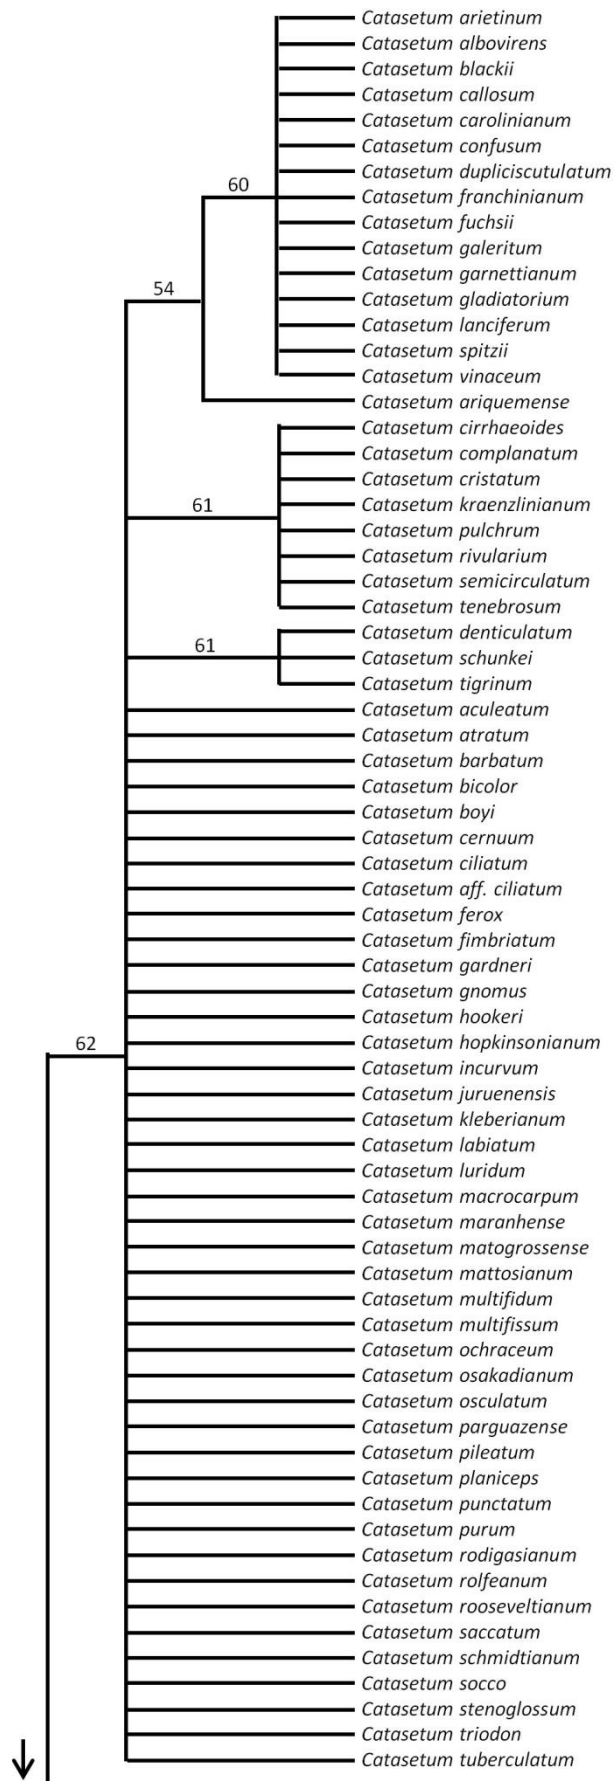 Catasetum arietinum
Catasetum albovirens
Catasetum blackii
Catasetum callosum
Catasetum carolinianum
Catasetum confusum
Catasetum dupliciscutulatum
60
Catasetum franchinianum
Catasetum fuchsii
Catasetum galeritum
Catasetum garnettianum
54
Catasetum gladiatorium
Catasetum lanciferum
Catasetum spitzii
Catasetum vinaceum
Catasetum ariquemense
Catasetum cirrhaeoides
Catasetum complanatum
Catasetum cristatum
61
Catasetum kraenzlinianum
Catasetum pulchrum
Catasetum rivularium
Catasetum semicirculatum
Catasetum tenebrosum
Catasetum denticulatum
61
Catasetum schunkei
Catasetum tigrinum
Catasetum aculeatum
Catasetum atratum
Catasetum barbatum
Catasetum bicolor
Catasetum boyi
Catasetum cernuum
Catasetum ciliatum
Catasetum aff. ciliatum
Catasetum ferox
Catasetum fimbriatum
Catasetum gardneri
Catasetum gnomus
Catasetum hookeri
62
Catasetum hopkinsonianum
Catasetum incurvum
Catasetum juruenensis
Catasetum kleberianum
Catasetum labiatum
Catasetum luridum
Catasetum macrocarpum
Catasetum maranhense
Catasetum matogrossense
Catasetum mattosianum
Catasetum multifidum
Catasetum multifissum
Catasetum ochraceum
Catasetum osakadianum
Catasetum osculatum
Catasetum parguazense
Catasetum pileatum
Catasetum planiceps
Catasetum punctatum
Catasetum purum
Catasetum rodigasianum
Catasetum rolfeanum
Catasetum rooseveltianum
Catasetum saccatum
Catasetum schmidtianum
Catasetum socco
Catasetum stenoglossum
Catasetum triodon
Catasetum tuberculatum